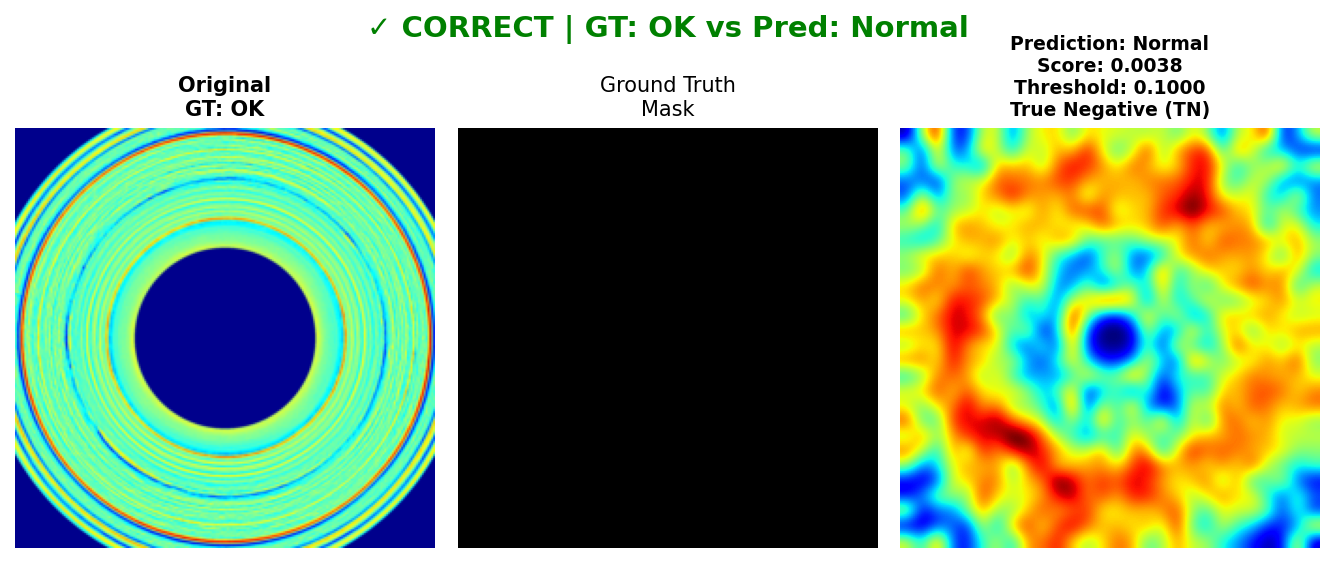 ✓ CORRECT | GT: OK vs Pred: Normal
Original
GT: OK
Ground Truth
Mask
Prediction: Normal
Score: 0.0038
Threshold: 0.1000
True Negative (TN)